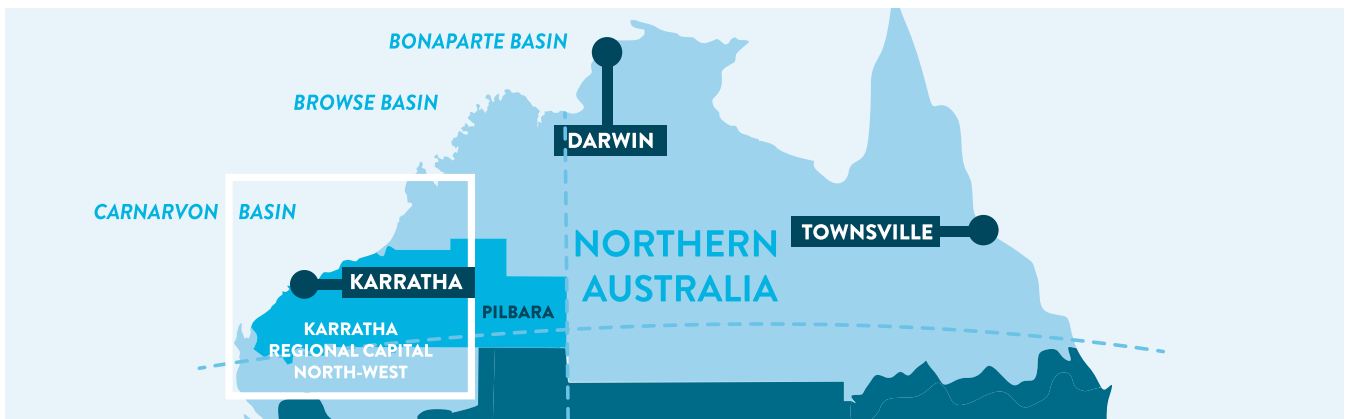 BONAPARTE BASIN
BROWSE BASIN
DARWIN
CARNARVON BASIN
TOWNSVILLE
NORTHERN
AUSTRALIA
KARRATHA
PILBARA
KARRATHA
REGIONAL CAPITAL
NORTH-WEST